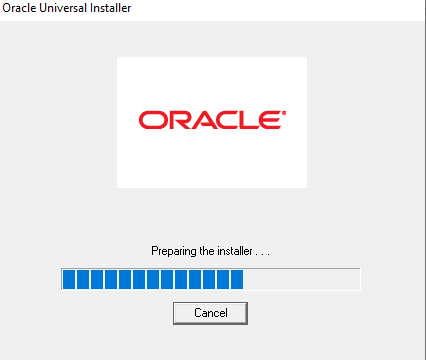 Oracle Universal Installer
ORACLE®
Preparing the installer . . .
Cancel